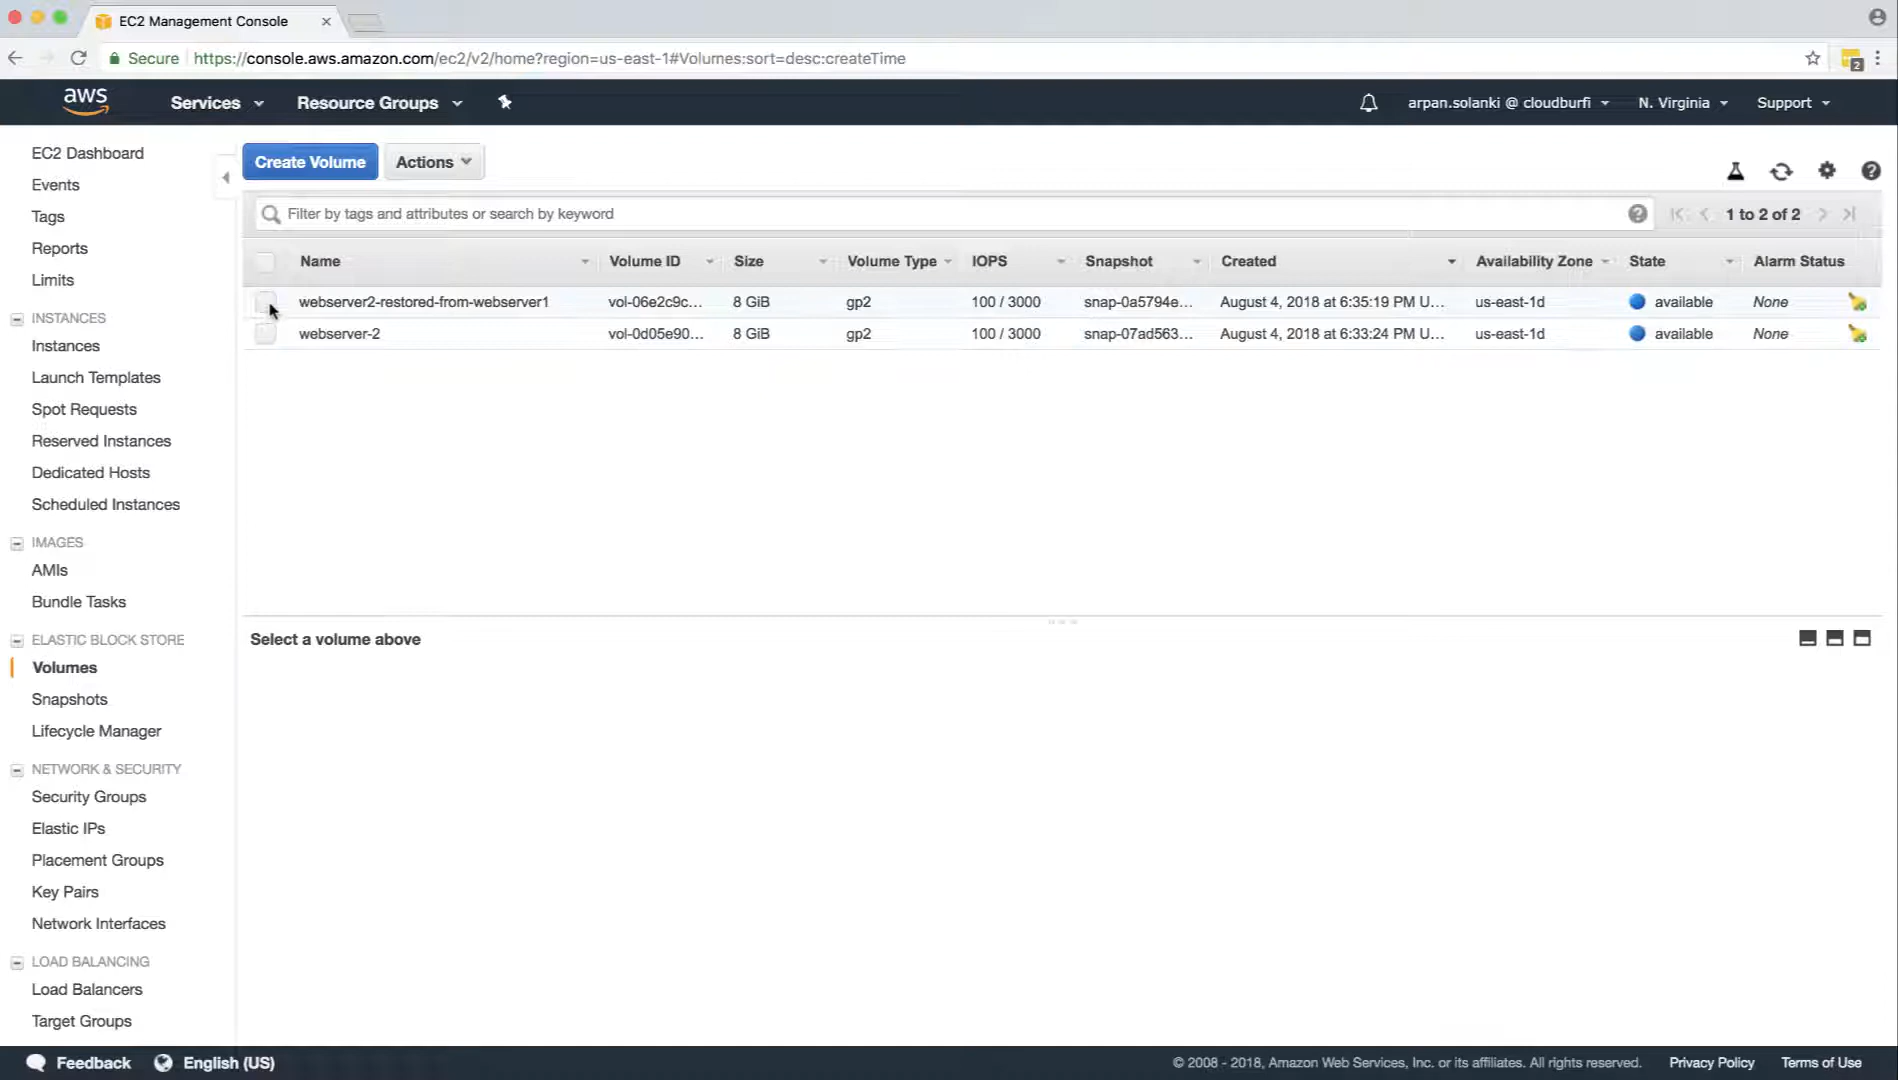 EC2 Management Console
Secure https://console.aws.amazon.com/ec2/v2/home?region=us-east-1#Volumes:sort=desc:createTime
2
aws Services Resource Groups arpan.solanki @ cloudburfi N. Virginia Support
EC2 Dashboard
Events
Tags
Reports
Limits
INSTANCES
Instances
Launch Templates
Spot Requests
Reserved Instances
Dedicated Hosts
Scheduled Instances
IMAGES
AMIs
Bundle Tasks
ELASTIC BLOCK STORE
Volumes
Snapshots
Lifecycle Manager
NETWORK & SECURITY
Security Groups
Elastic IPs
Placement Groups
Key Pairs
Network Interfaces
LOAD BALANCING
Load Balancers
Target Groups
Create Volume Actions
Filter by tags and attributes or search by keyword
1 to 2 of 2
Name Volume ID Size Volume Type IOPS Snapshot Created Availability Zone State Alarm Status
webserver2-restored-from-webserver1 vol-06e2c9c... 8 GiB gp2 100 / 3000 snap-0a5794e... August 4, 2018 at 6:35:19 PM U... us-east-1d available None
webserver-2 vol-0d05e90... 8 GiB gp2 100 / 3000 snap-07ad563... August 4, 2018 at 6:33:24 PM U... us-east-1d available None
Select a volume above
Feedback English (US) © 2008 - 2018, Amazon Web Services, Inc. or its affiliates. All rights reserved. Privacy Policy Terms of Use